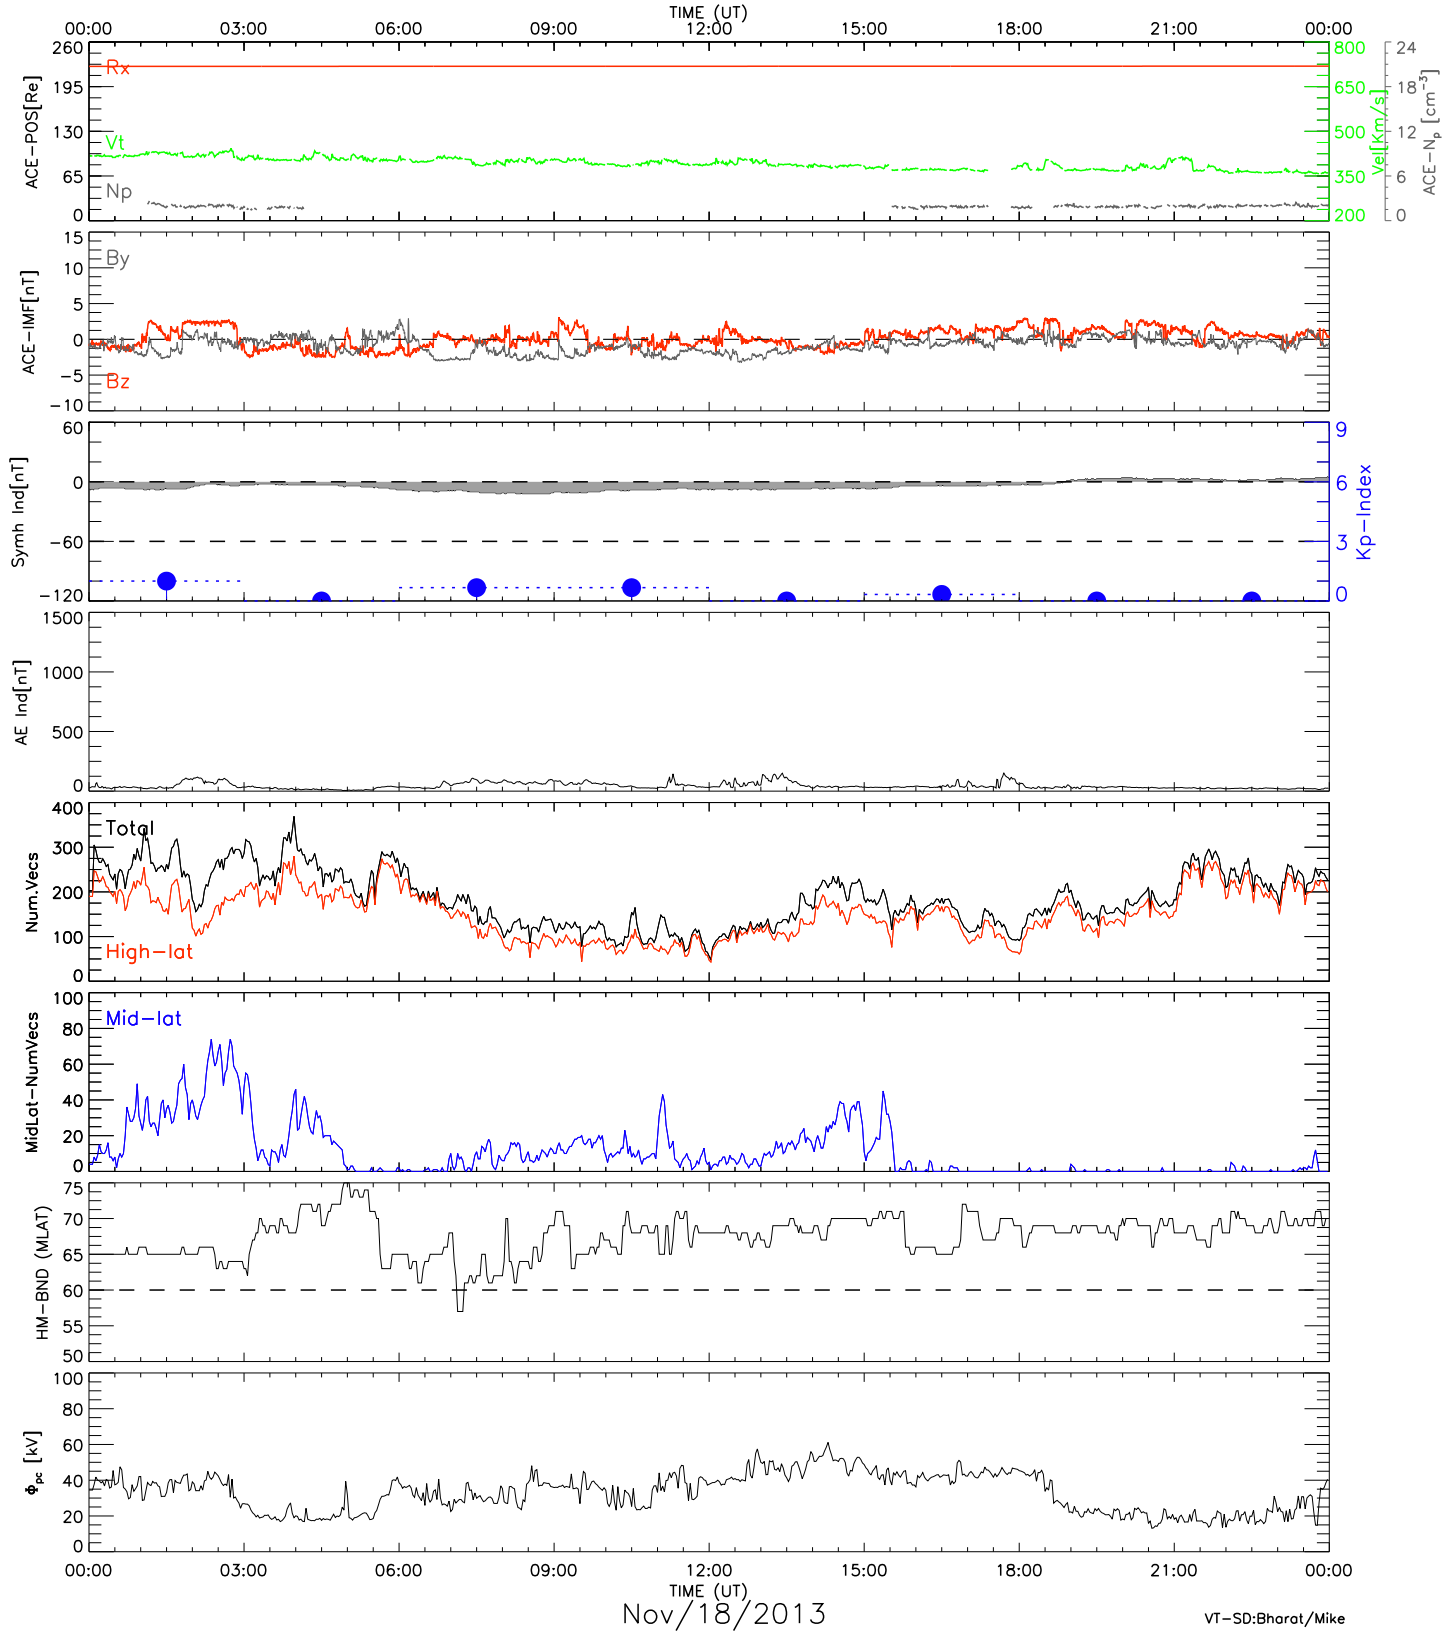 TIME (UT)
00:00 03:00 06:00 09:00 12:00 15:00 18:00 21:00 00:00
ACE-POS[Re]
260
195
130
65
0
Rx
Vt
Np
800
650
500
350
200
Vel[Km/s]
24
18
12
6
0
ACE-Np [cm-3]
ACE-IMF[nT]
15
10
5
0
-5
-10
By
Bz
Symh Ind[nT]
60
0
-60
-120
9
6
3
0
Kp-Index
AE Ind[nT]
1500
1000
500
0
Num.Vecs
400
300
200
100
0
Total
High-lat
MidLat-NumVecs
100
80
60
40
20
0
Mid-lat
HM-BND (MLAT)
75
70
65
60
55
50
Φpc [kV]
100
80
60
40
20
0
00:00 03:00 06:00 09:00 12:00 15:00 18:00 21:00 00:00
TIME (UT)
Nov/18/2013
VT-SD:Bharat/Mike